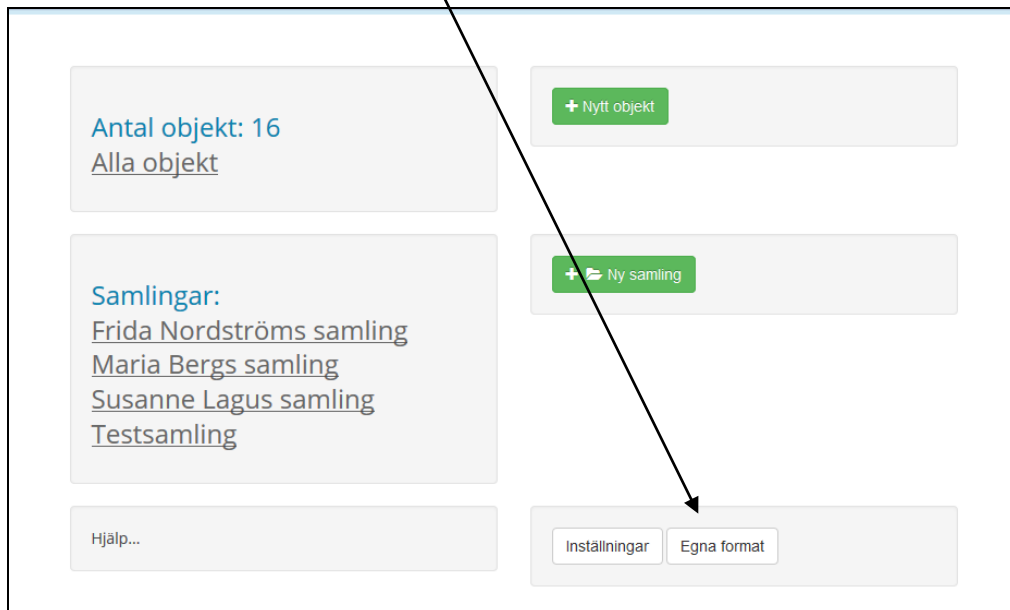 Antal objekt: 16
Alla objekt
Nytt objekt
Samlingar:
Frida Nordströms samling
Maria Bergs samling
Susanne Lagus samling
Testsamling
Ny samling
Hjälp...
Inställningar
Egna format